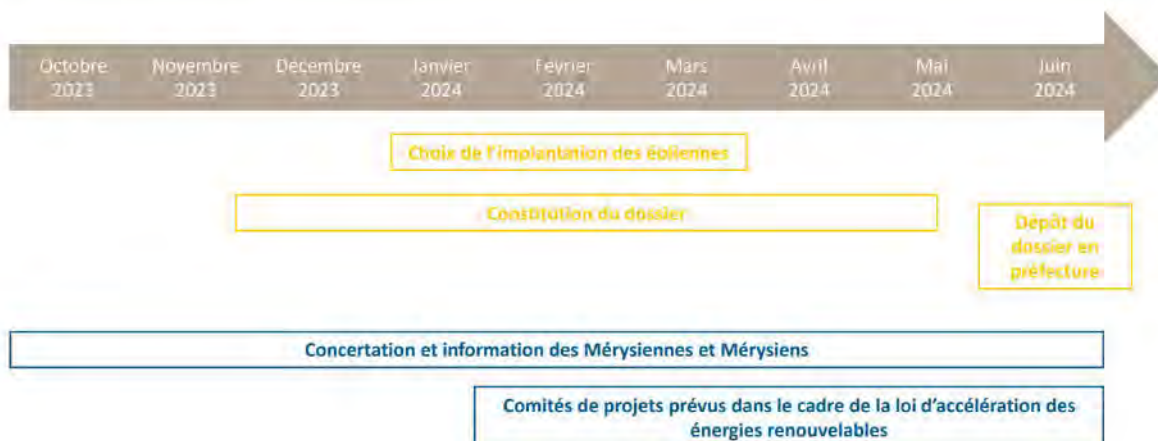 Octobre Novembre Décembre Janvier Février Mars Avril Mai Juin
2023 2023 2023 2024 2024 2024 2024 2024 2024
Choix de l'implantation des éoliennes
Constitution du dossier
Dépôt du
dossier en
préfecture
Concertation et information des Mérysiennes et Mérysiens
Comités de projets prévus dans le cadre de la loi d'accélération des
énergies renouvelables